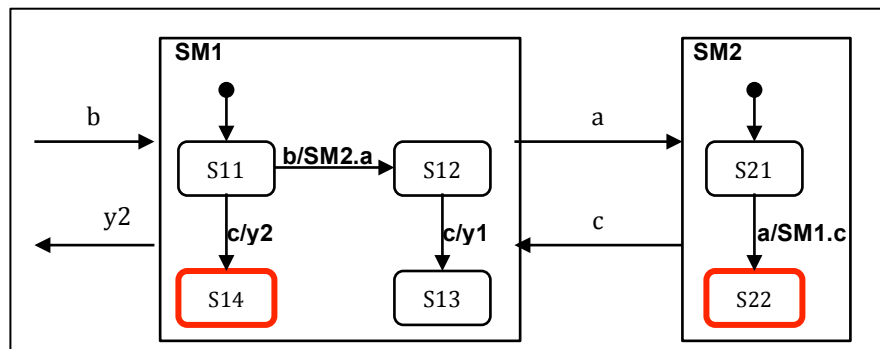 SM1
SM2
b
a
S11
b/SM2.a
S12
S21
y2
c/y2
c/y1
c
a/SM1.c
S14
S13
S22